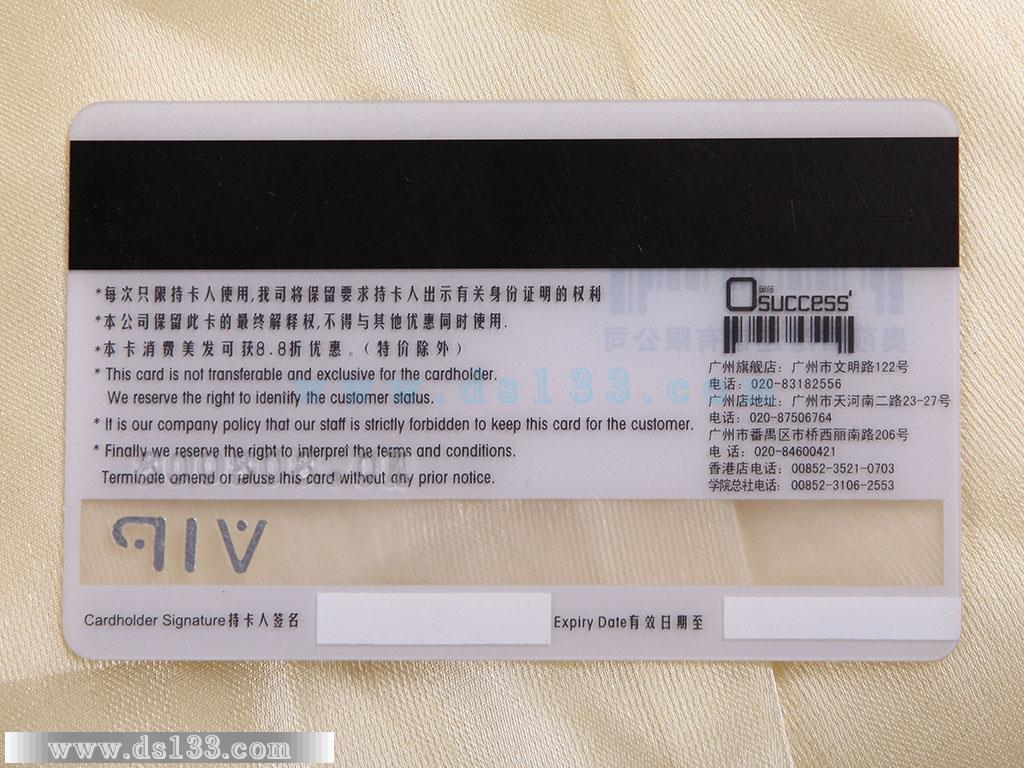 *每次只限持卡人使用,我司将保留要求持卡人出示有关身份证明的权利
*本公司保留此卡的最终解释权,不得与其他优惠同时使用.
*本卡消费美发可获8.8折优惠。(特价除外)
* This card is not transferable and exclusive for the cardholder.
We reserve the right to identify the customer status.
* It is our company policy that our staff is strictly forbidden to keep this card for the customer.
* Finally we reserve the right to interpret the terms and conditions.
Terminate amend or refuse this card without any prior notice.
奥莎
Osuccess'
广州旗舰店: 广州市文明路122号
电话: 020-83182556
广州店地址: 广州市天河南二路23-27号
电话: 020-87506764
广州市番禺区市桥西丽南路206号
电 话: 020-84600421
香港店电话: 00852-3521-0703
学院总社电话: 00852-3106-2553
www.ds133.com
VIP
Cardholder Signature持卡人签名
Expiry Date有效日期至
www.ds133.com